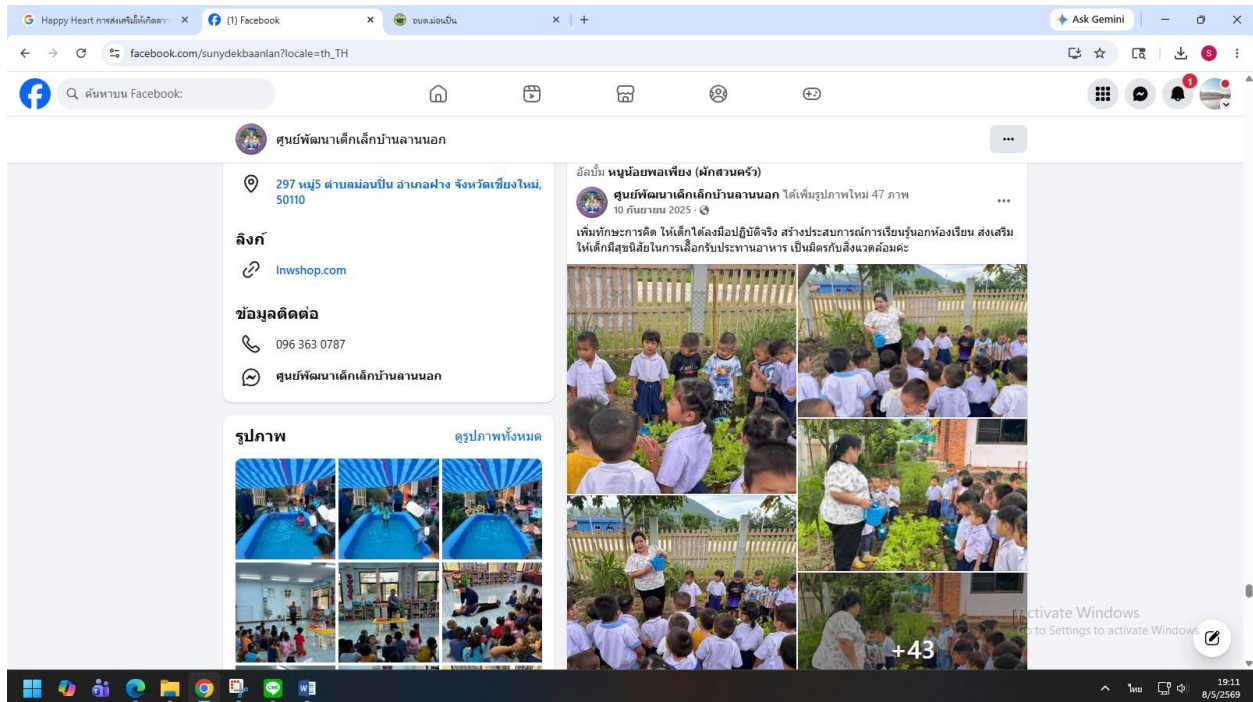 Happy Heart การส่งเสริมให้เกิดควา
(1) Facebook
อบต.ม่อนปิ่น
Ask Gemini
facebook.com/sunydekbaanlan?locale=th_TH
S
ค้นหาบน Facebook:
1
ศูนย์พัฒนาเด็กเล็กบ้านลานนอก
297 หมู่5 ตำบลม่อนปิ่น อำเภอฝาง จังหวัดเชียงใหม่,
50110
ลิงก์
lnwshop.com
ข้อมูลติดต่อ
096 363 0787
ศูนย์พัฒนาเด็กเล็กบ้านลานนอก
รูปภาพ
ดูรูปภาพทั้งหมด
อัลบั้ม หนูน้อยพอเพียง (ผักสวนครัว)
ศูนย์พัฒนาเด็กเล็กบ้านลานนอก ได้เพิ่มรูปภาพใหม่ 47 ภาพ
10 กันยายน 2025
เพิ่มทักษะการคิด ให้เด็กได้ลงมือปฏิบัติจริง สร้างประสบการณ์การเรียนรู้นอกห้องเรียน ส่งเสริม
ให้เด็กมีสุขนิสัยในการเลือกรับประทานอาหาร เป็นมิตรกับสิ่งแวดล้อมค่ะ
+43
Activate Windows
Go to Settings to activate Windows.
ไทย
19:11
8/5/2569